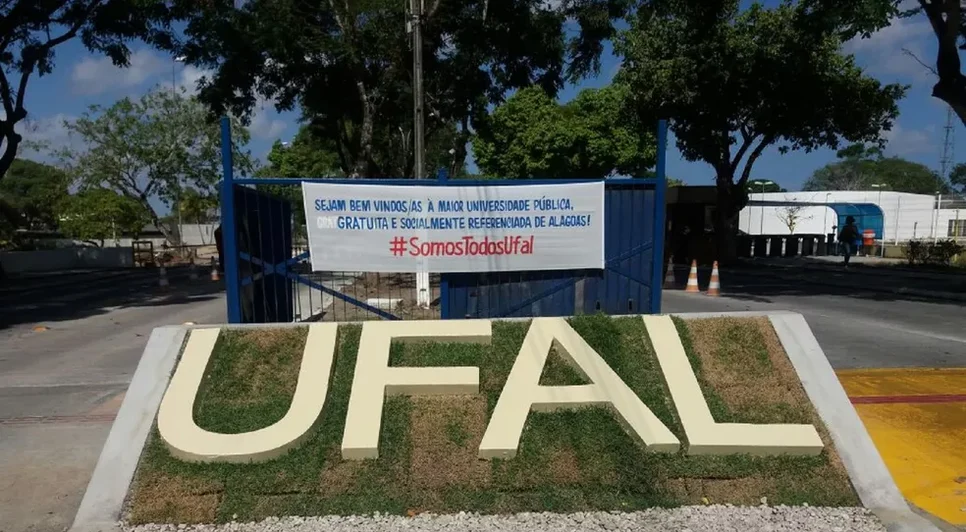 SEJAM BEM VINDOS/AS À MAIOR UNIVERSIDADE PÚBLICA,
GRATUITA E SOCIALMENTE REFERENCIADA DE ALAGOAS!
#SomosTodosUfal
UFAL